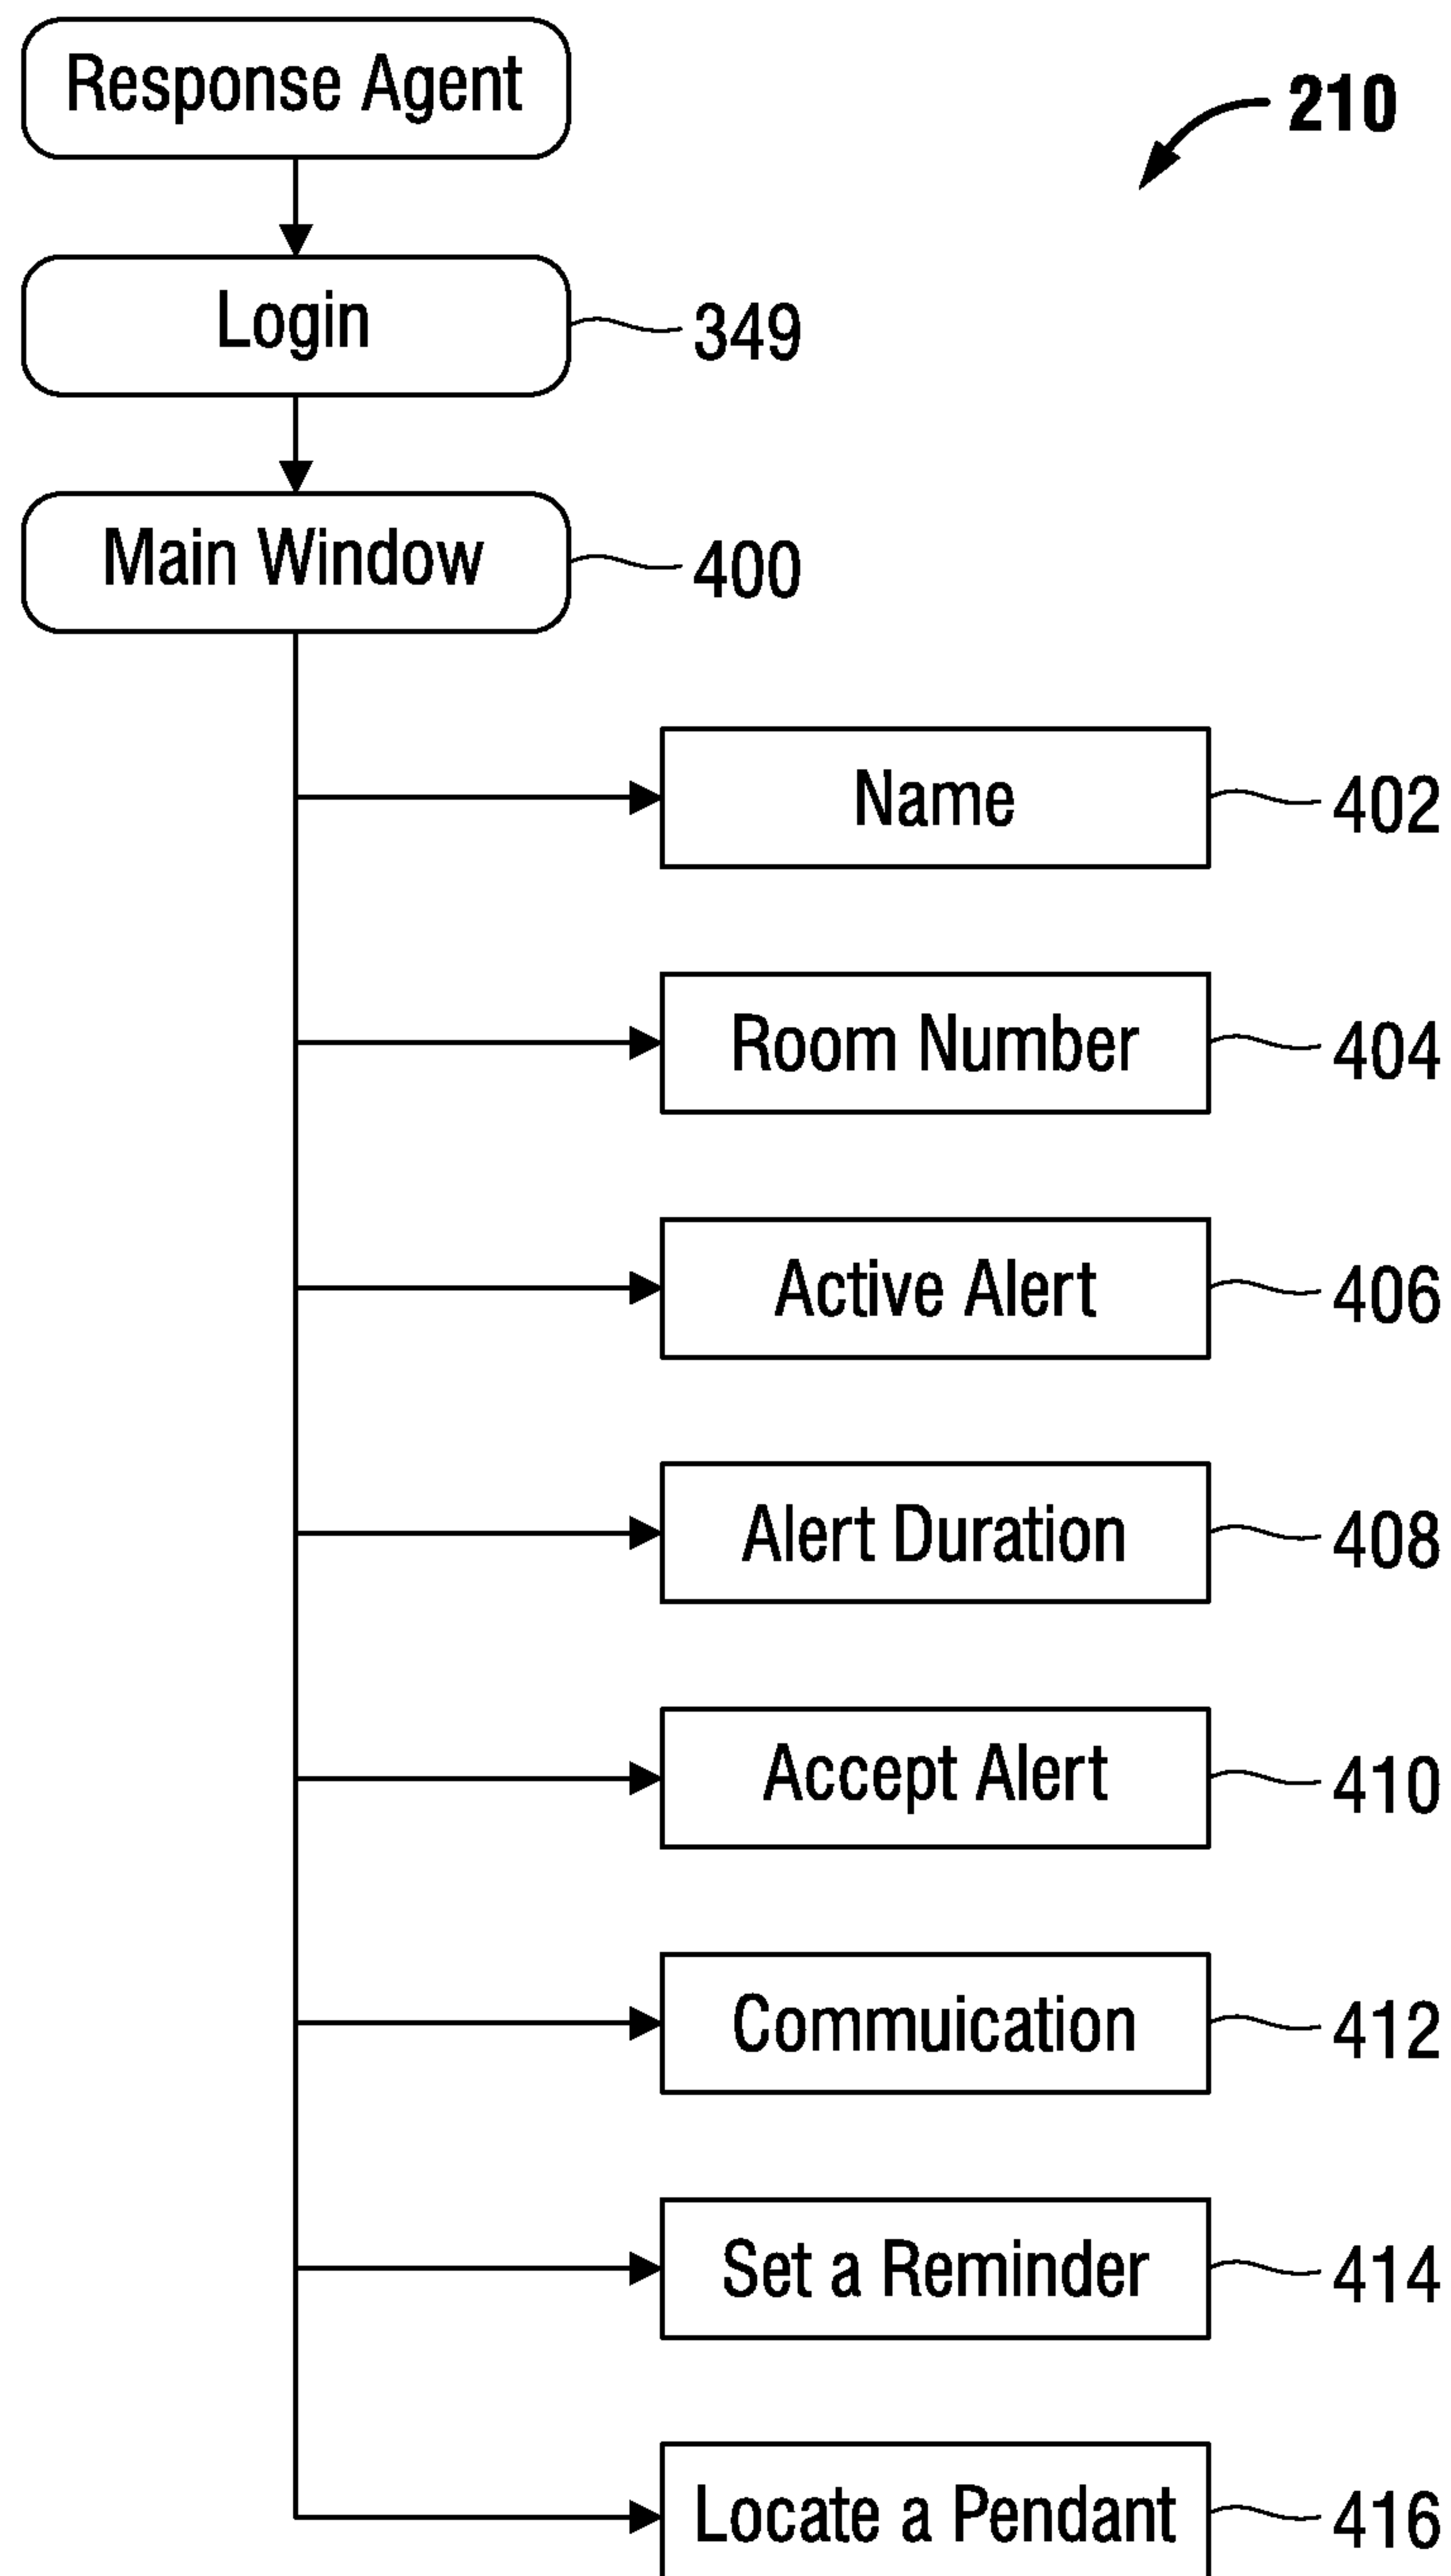 Response Agent
210
Login
349
Main Window
400
Name
402
Room Number
404
Active Alert
406
Alert Duration
408
Accept Alert
410
Commuication
412
Set a Reminder
414
Locate a Pendant
416